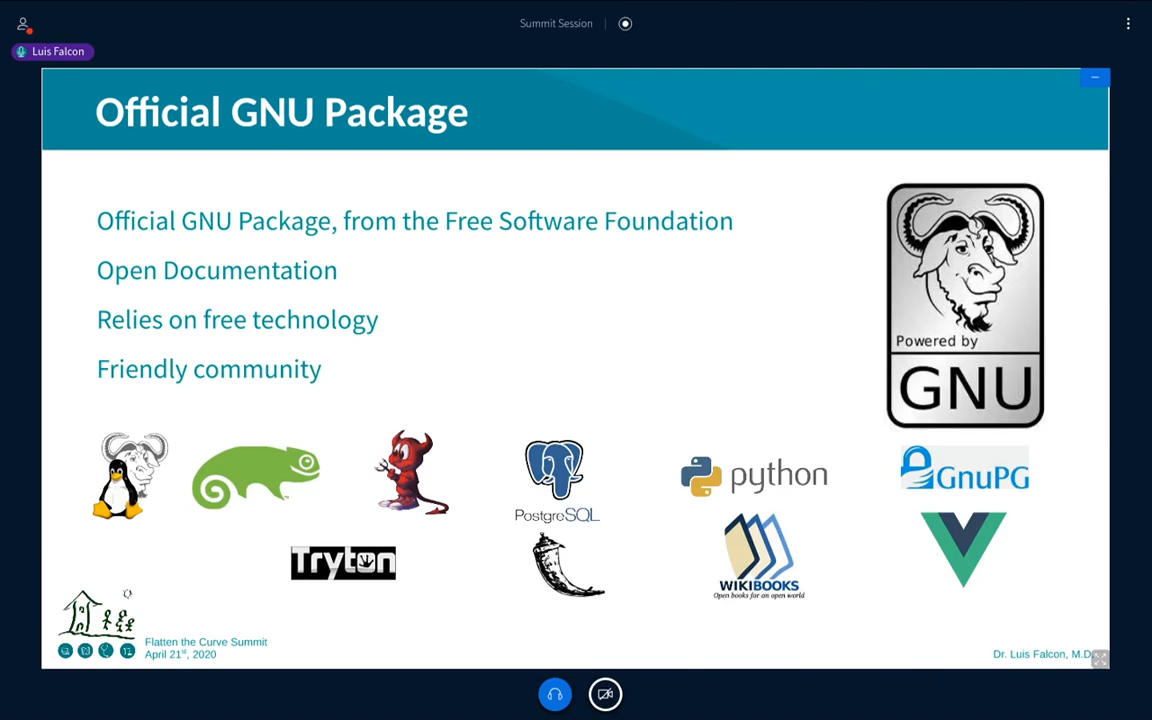 Summit Session
Luis Falcon
Official GNU Package
Official GNU Package, from the Free Software Foundation
Open Documentation
Relies on free technology
Friendly community
Powered by
GNU
PostgreSQL
python
GnuPG
Tryton
WIKIBOOKS
Open books for an open world
Flatten the Curve Summit
April 21st, 2020
Dr. Luis Falcon, M.D